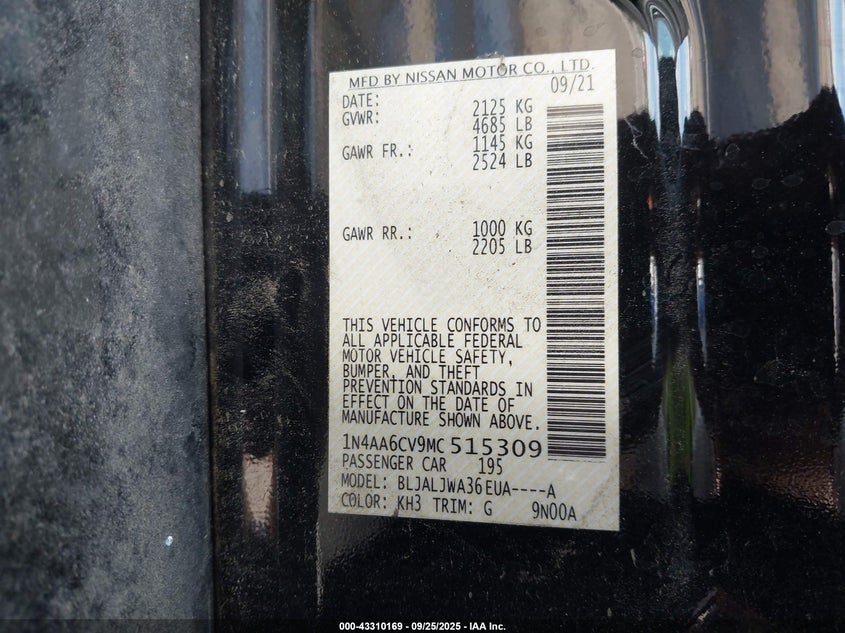 MFD BY NISSAN MOTOR CO., LTD.
DATE: 09/21
GVWR: 2125 KG
4685 LB
GAWR FR.: 1145 KG
2524 LB
GAWR RR.: 1000 KG
2205 LB
THIS VEHICLE CONFORMS TO
ALL APPLICABLE FEDERAL
MOTOR VEHICLE SAFETY,
BUMPER, AND THEFT
PREVENTION STANDARDS IN
EFFECT ON THE DATE OF
MANUFACTURE SHOWN ABOVE.
1N4AA6CV9MC515309
PASSENGER CAR 195
MODEL: BLJALJWA36EUA----A
COLOR: KH3 TRIM: G 9N00A
000-43310169 - 09/25/2025 - IAA Inc.